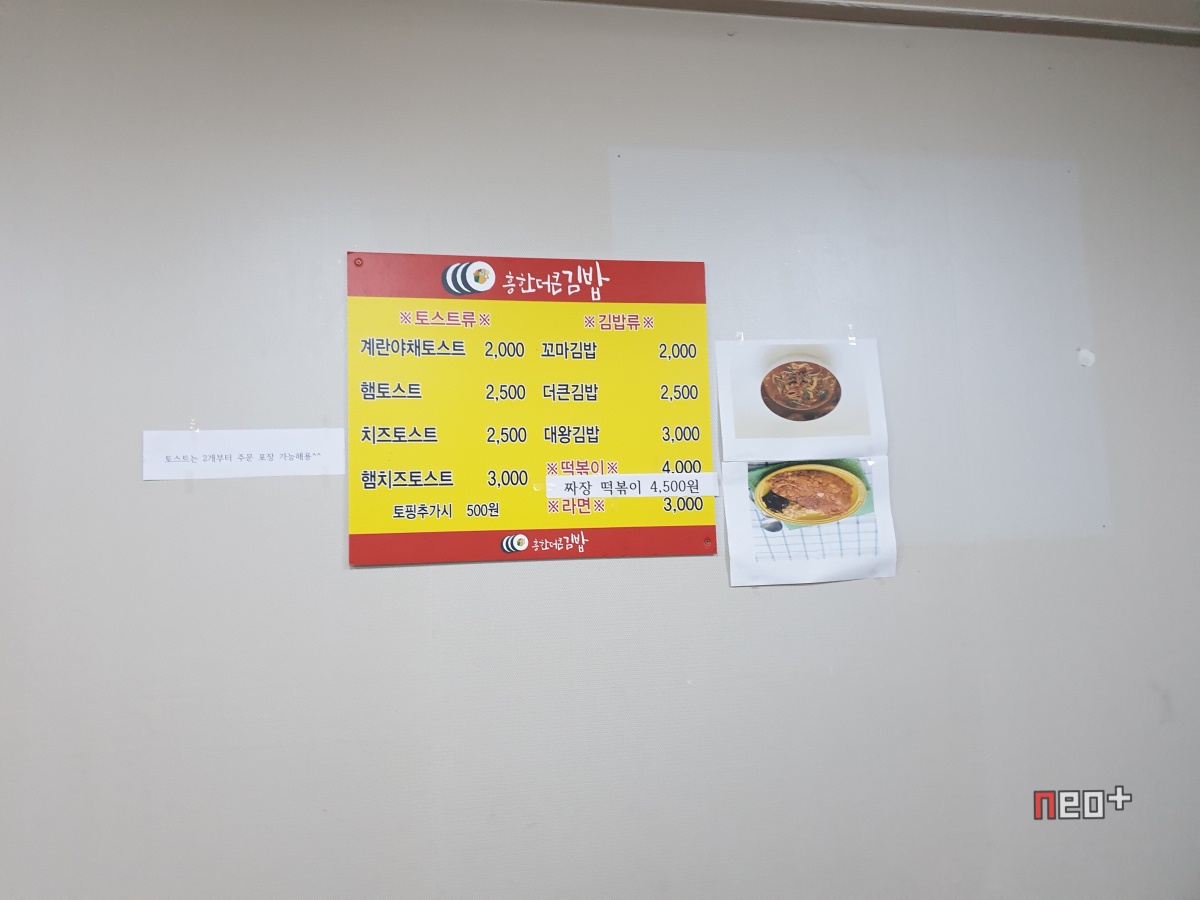 흥한더큰김밥
※토스트류※
계란야채토스트 2,000
햄토스트 2,500
치즈토스트 2,500
햄치즈토스트 3,000
토핑추가시 500원
※김밥류※
꼬마김밥 2,000
더큰김밥 2,500
대왕김밥 3,000
※떡볶이※ 4,000
짜장 떡볶이 4,500원
※라면※ 3,000
흥한더큰김밥
토스트는 2개부터 주문 포장 가능해용^^
neo+